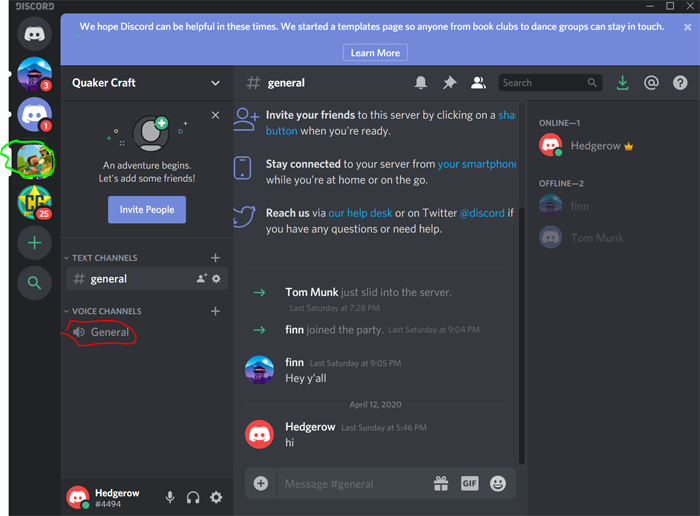 DISCORD
We hope Discord can be helpful in these times. We started a templates page so anyone from book clubs to dance groups can stay in touch.
Learn More
3
1
25
Quaker Craft
An adventure begins.
Let's add some friends!
Invite People
TEXT CHANNELS
# general
VOICE CHANNELS
General
Hedgerow
#4494
# general
Search
Invite your friends to this server by clicking on a sha
button when you're ready.
Stay connected to your server from your smartphone
while you're at home or on the go.
Reach us via our help desk or on Twitter @discord if
you have any questions or need help.
Tom Munk just slid into the server.
Last Saturday at 7:28 PM
finn joined the party. Last Saturday at 9:04 PM
finn Last Saturday at 9:05 PM
Hey y'all
April 12, 2020
Hedgerow Last Sunday at 5:46 PM
hi
Message #general
GIF
ONLINE—1
Hedgerow
OFFLINE—2
finn
Tom Munk